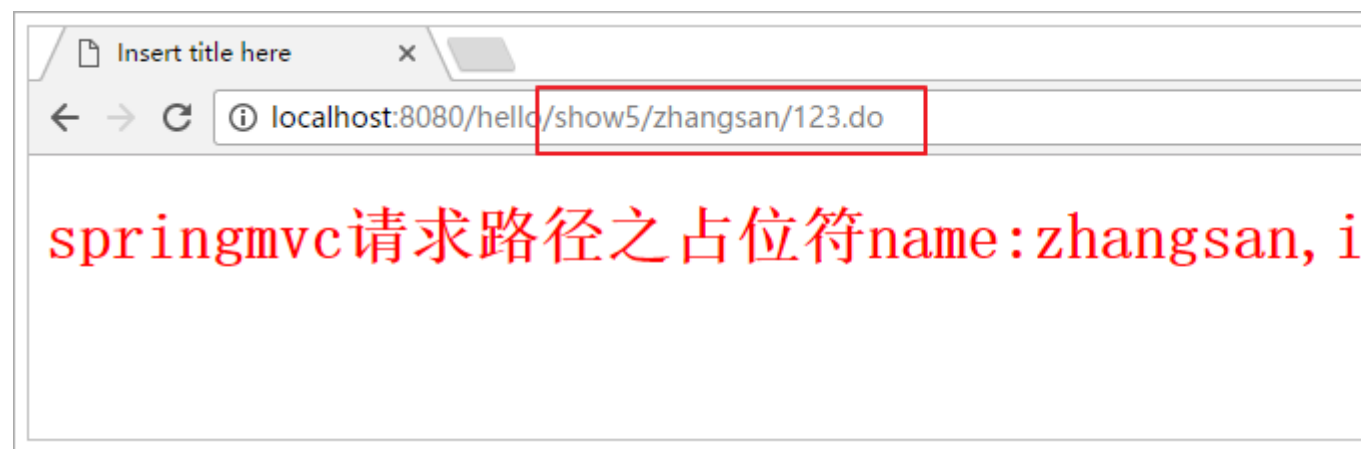 Insert title here
localhost:8080/hello/show5/zhangsan/123.do
springmvc请求路径之占位符name:zhangsan,i